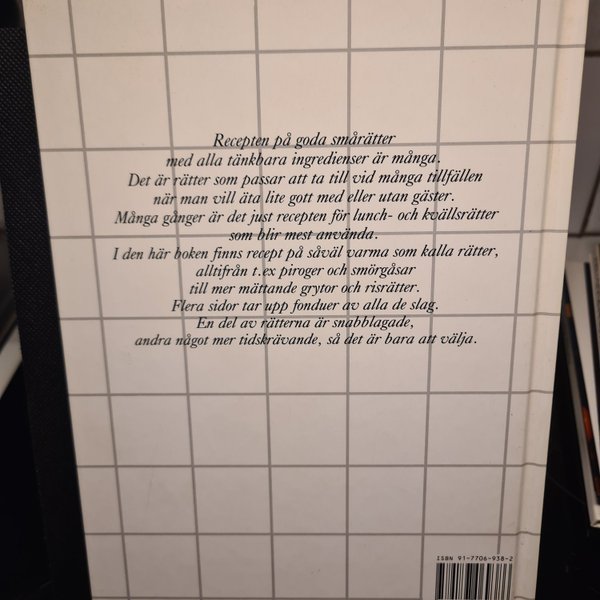 Recepten på goda smårätter
med alla tänkbara ingredienser är många.
Det är rätter som passar att ta till vid många tillfällen
när man vill äta lite gott med eller utan gäster.
Många gånger är det just recepten för lunch- och kvällsrätter
som blir mest använda.
I den här boken finns recept på såväl varma som kalla rätter,
alltifrån t.ex piroger och smörgåsar
till mer mättande grytor och risrätter.
Flera sidor tar upp fonduer av alla de slag.
En del av rätterna är snabblagade,
andra något mer tidskrävande, så det är bara att välja.
ISBN 91-7706-938-2